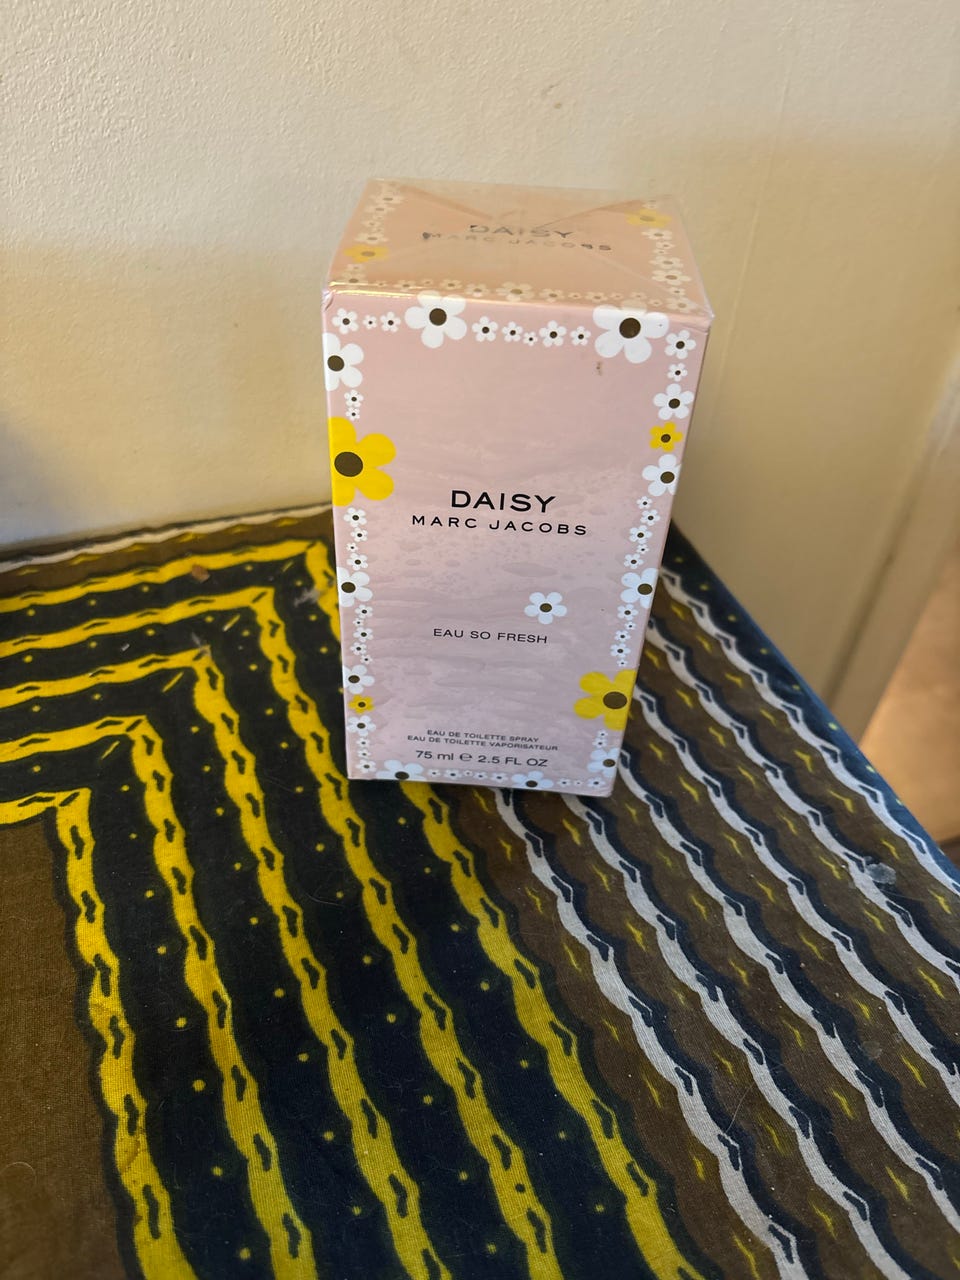 DAISY
MARC JACOBS
DAISY
MARC JACOBS
EAU SO FRESH
EAU DE TOILETTE SPRAY
EAU DE TOILETTE VAPORISATEUR
75 ml ℮ 2.5 FL OZ